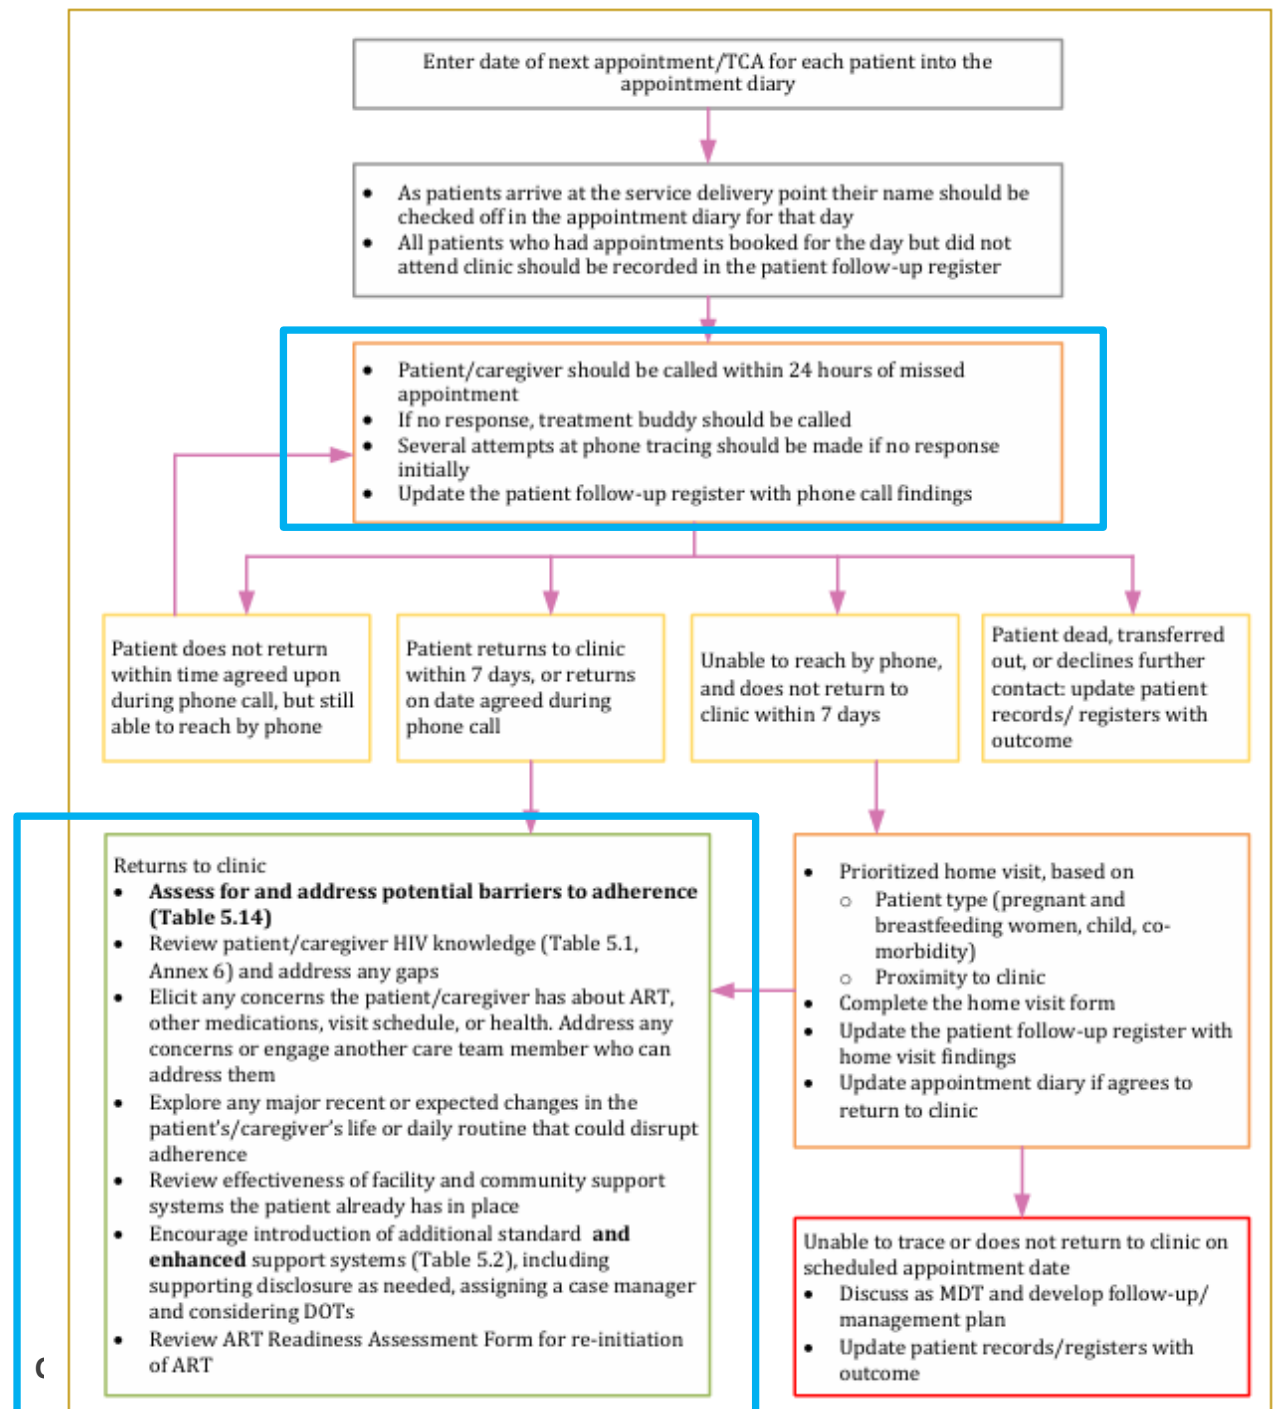 Enter date of next appointment/TCA for each patient into the
appointment diary
• As patients arrive at the service delivery point their name should be
checked off in the appointment diary for that day
• All patients who had appointments booked for the day but did not
attend clinic should be recorded in the patient follow-up register
• Patient/caregiver should be called within 24 hours of missed
appointment
• If no response, treatment buddy should be called
• Several attempts at phone tracing should be made if no response
initially
• Update the patient follow-up register with phone call findings
Patient does not return
within time agreed upon
during phone call, but still
able to reach by phone
Patient returns to clinic
within 7 days, or returns
on date agreed during
phone call
Unable to reach by phone,
and does not return to
clinic within 7 days
Patient dead, transferred
out, or declines further
contact: update patient
records/ registers with
outcome
Returns to clinic
• Assess for and address potential barriers to adherence
(Table 5.14)
• Review patient/caregiver HIV knowledge (Table 5.1,
Annex 6) and address any gaps
• Elicit any concerns the patient/caregiver has about ART,
other medications, visit schedule, or health. Address any
concerns or engage another care team member who can
address them
• Explore any major recent or expected changes in the
patient's/caregiver's life or daily routine that could disrupt
adherence
• Review effectiveness of facility and community support
systems the patient already has in place
• Encourage introduction of additional standard and
enhanced support systems (Table 5.2), including
supporting disclosure as needed, assigning a case manager
and considering DOTs
• Review ART Readiness Assessment Form for re-initiation
of ART
• Prioritized home visit, based on
o Patient type (pregnant and
breastfeeding women, child, co-
morbidity)
o Proximity to clinic
• Complete the home visit form
• Update the patient follow-up register with
home visit findings
• Update appointment diary if agrees to
return to clinic
Unable to trace or does not return to clinic on
scheduled appointment date
• Discuss as MDT and develop follow-up/
management plan
• Update patient records/registers with
outcome